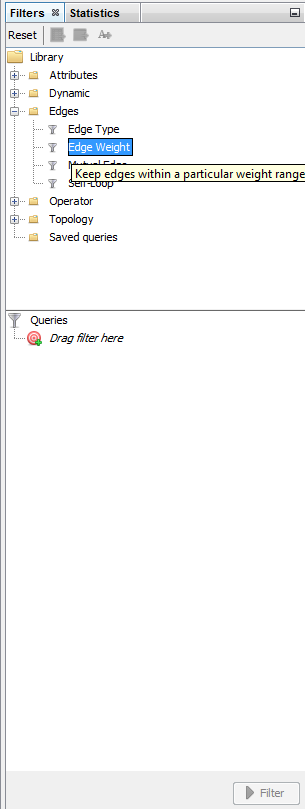 Filters Statistics
Reset
Library
Attributes
Dynamic
Edges
Edge Type
Edge Weight
Mutual Edge
Keep edges within a particular weight range
Self-Loop
Operator
Topology
Saved queries
Queries
Drag filter here
Filter